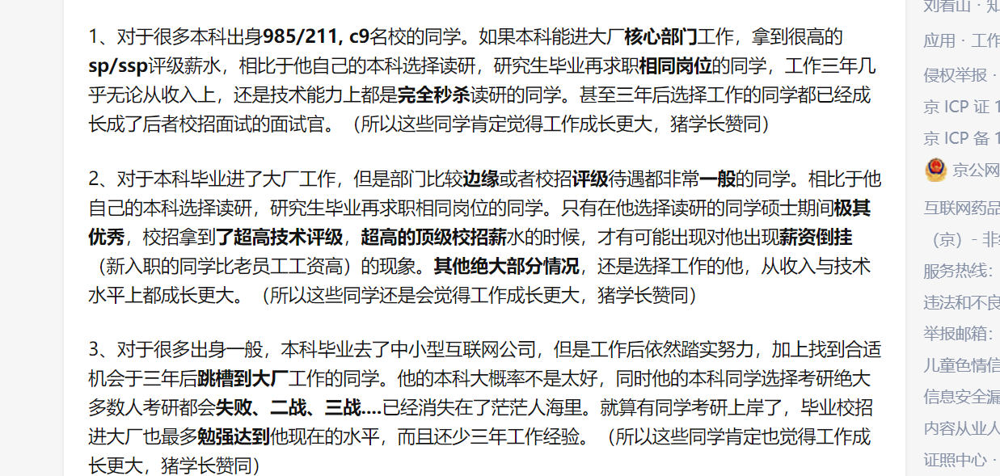 1、对于很多本科出身985/211, c9名校的同学。如果本科能进大厂核心部门工作，拿到很高的
sp/ssp评级薪水，相比于他自己的本科选择读研，研究生毕业再求职相同岗位的同学，工作三年几
乎无论从收入上，还是技术能力上都是完全秒杀读研的同学。甚至三年后选择工作的同学都已经成
长成了后者校招面试的面试官。（所以这些同学肯定觉得工作成长更大，猪学长赞同）
2、对于本科毕业进了大厂工作，但是部门比较边缘或者校招评级待遇都非常一般的同学。相比于他
自己的本科选择读研，研究生毕业再求职相同岗位的同学。只有在他选择读研的同学硕士期间极其
优秀，校招拿到了超高技术评级，超高的顶级校招薪水的时候，才有可能出现对他出现薪资倒挂
（新入职的同学比老员工工资高）的现象。其他绝大部分情况，还是选择工作的他，从收入与技术
水平上都成长更大。（所以这些同学还是会觉得工作成长更大，猪学长赞同）
3、对于很多出身一般，本科毕业去了中小型互联网公司，但是工作后依然踏实努力，加上找到合适
机会于三年后跳槽到大厂工作的同学。他的本科大概率不是太好，同时他的本科同学选择考研绝大
多数人考研都会失败、二战、三战....已经消失在了茫茫人海里。就算有同学考研上岸了，毕业校招
进大厂也最多勉强达到他现在的水平，而且还少三年工作经验。（所以这些同学肯定也觉得工作成
长更大，猪学长赞同）
刘看山 · 知
应用 · 工作
侵权举报 ·
京 ICP 证 1
京 ICP 备 1
京公网
互联网药品
（京）- 非
服务热线：
违法和不良
举报邮箱：
儿童色情信
信息安全漏
内容从业人
证照中心 ·